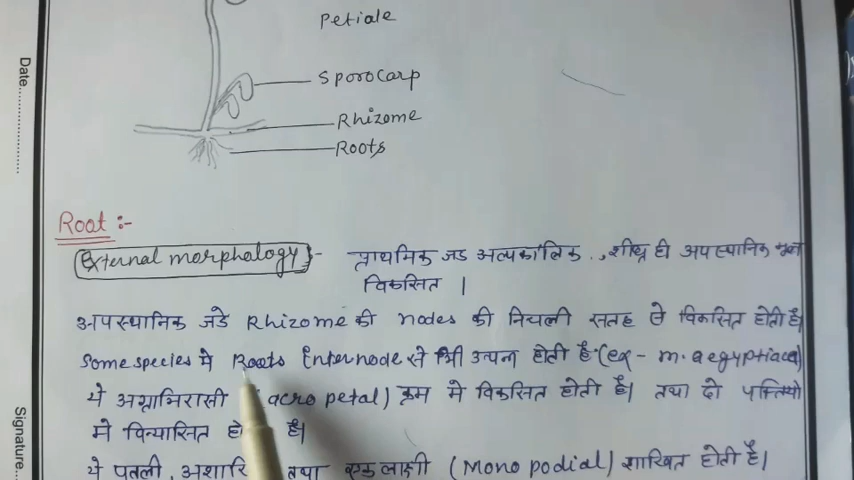 Petiole
Sporocarp
Rhizome
Roots
Date
Root :-
External morphology :- प्राथमिक जड अल्पकालिक , शीघ्र ही अपस्थानिक मूल
विकसित ।
अपस्थानिक जडे Rhizome की nodes की निचली सतह से विकसित होती है।
Some species मे Roots Internode से भी उत्पन्न होती है (ex - m. aegyptiaca)
ये अग्राभिरासी (acropetal) क्रम मे विकसित होती है। तथा दो पंक्तियो
मे विन्यासित हो है।
ये पतली, अशारि तथा एकलाक्षी (Monopodial) शाखित होती है।
Signature